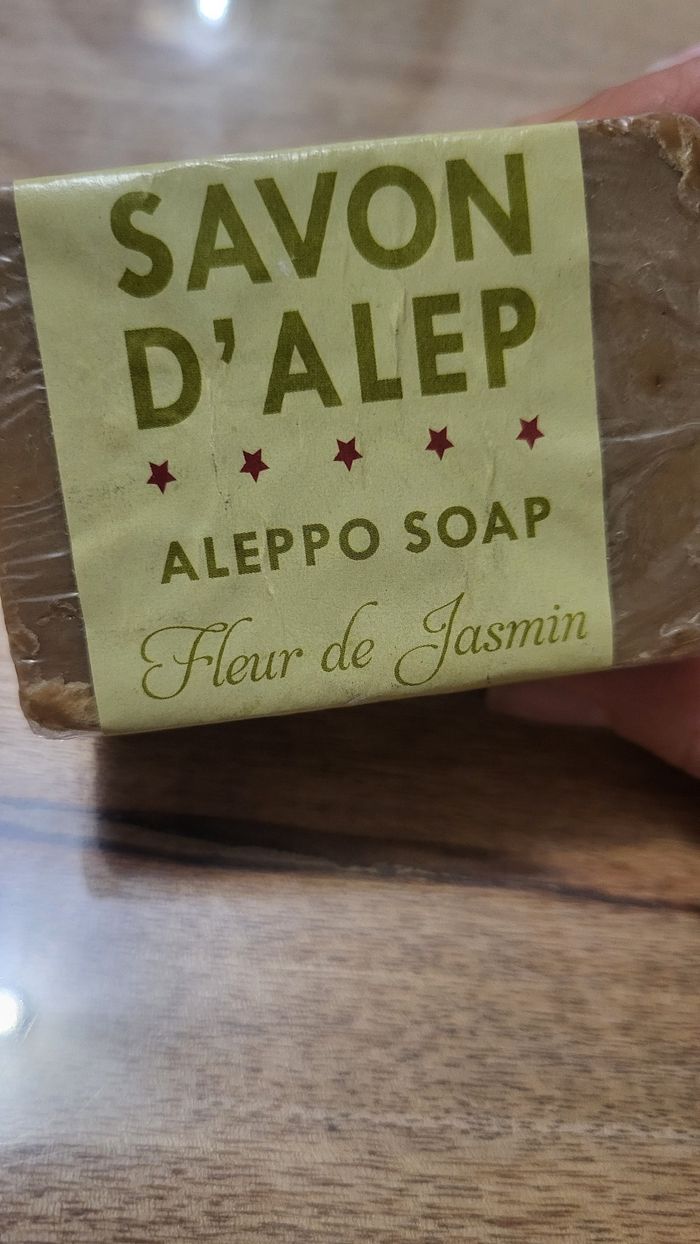 SAVON
D'ALEP
ALEPPO SOAP
Fleur de Jasmin